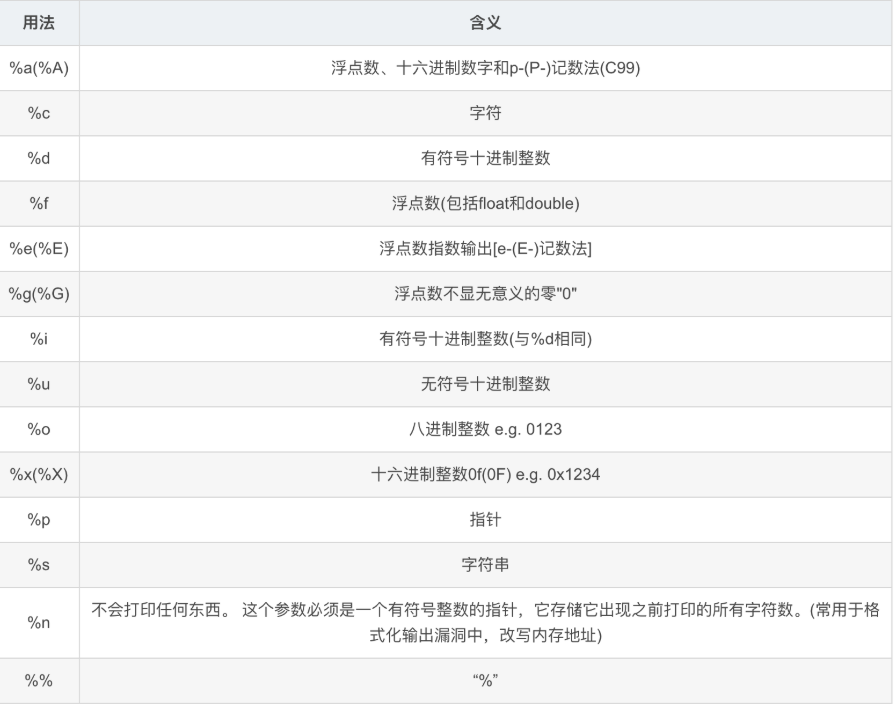 用法 含义
%a(%A) 浮点数、十六进制数字和p-(P-)记数法(C99)
%c 字符
%d 有符号十进制整数
%f 浮点数(包括float和double)
%e(%E) 浮点数指数输出[e-(E-)记数法]
%g(%G) 浮点数不显无意义的零"0"
%i 有符号十进制整数(与%d相同)
%u 无符号十进制整数
%o 八进制整数 e.g. 0123
%x(%X) 十六进制整数0f(0F) e.g. 0x1234
%p 指针
%s 字符串
%n 不会打印任何东西。 这个参数必须是一个有符号整数的指针，它存储它出现之前打印的所有字符数。(常用于格
式化输出漏洞中，改写内存地址)
%% “%”